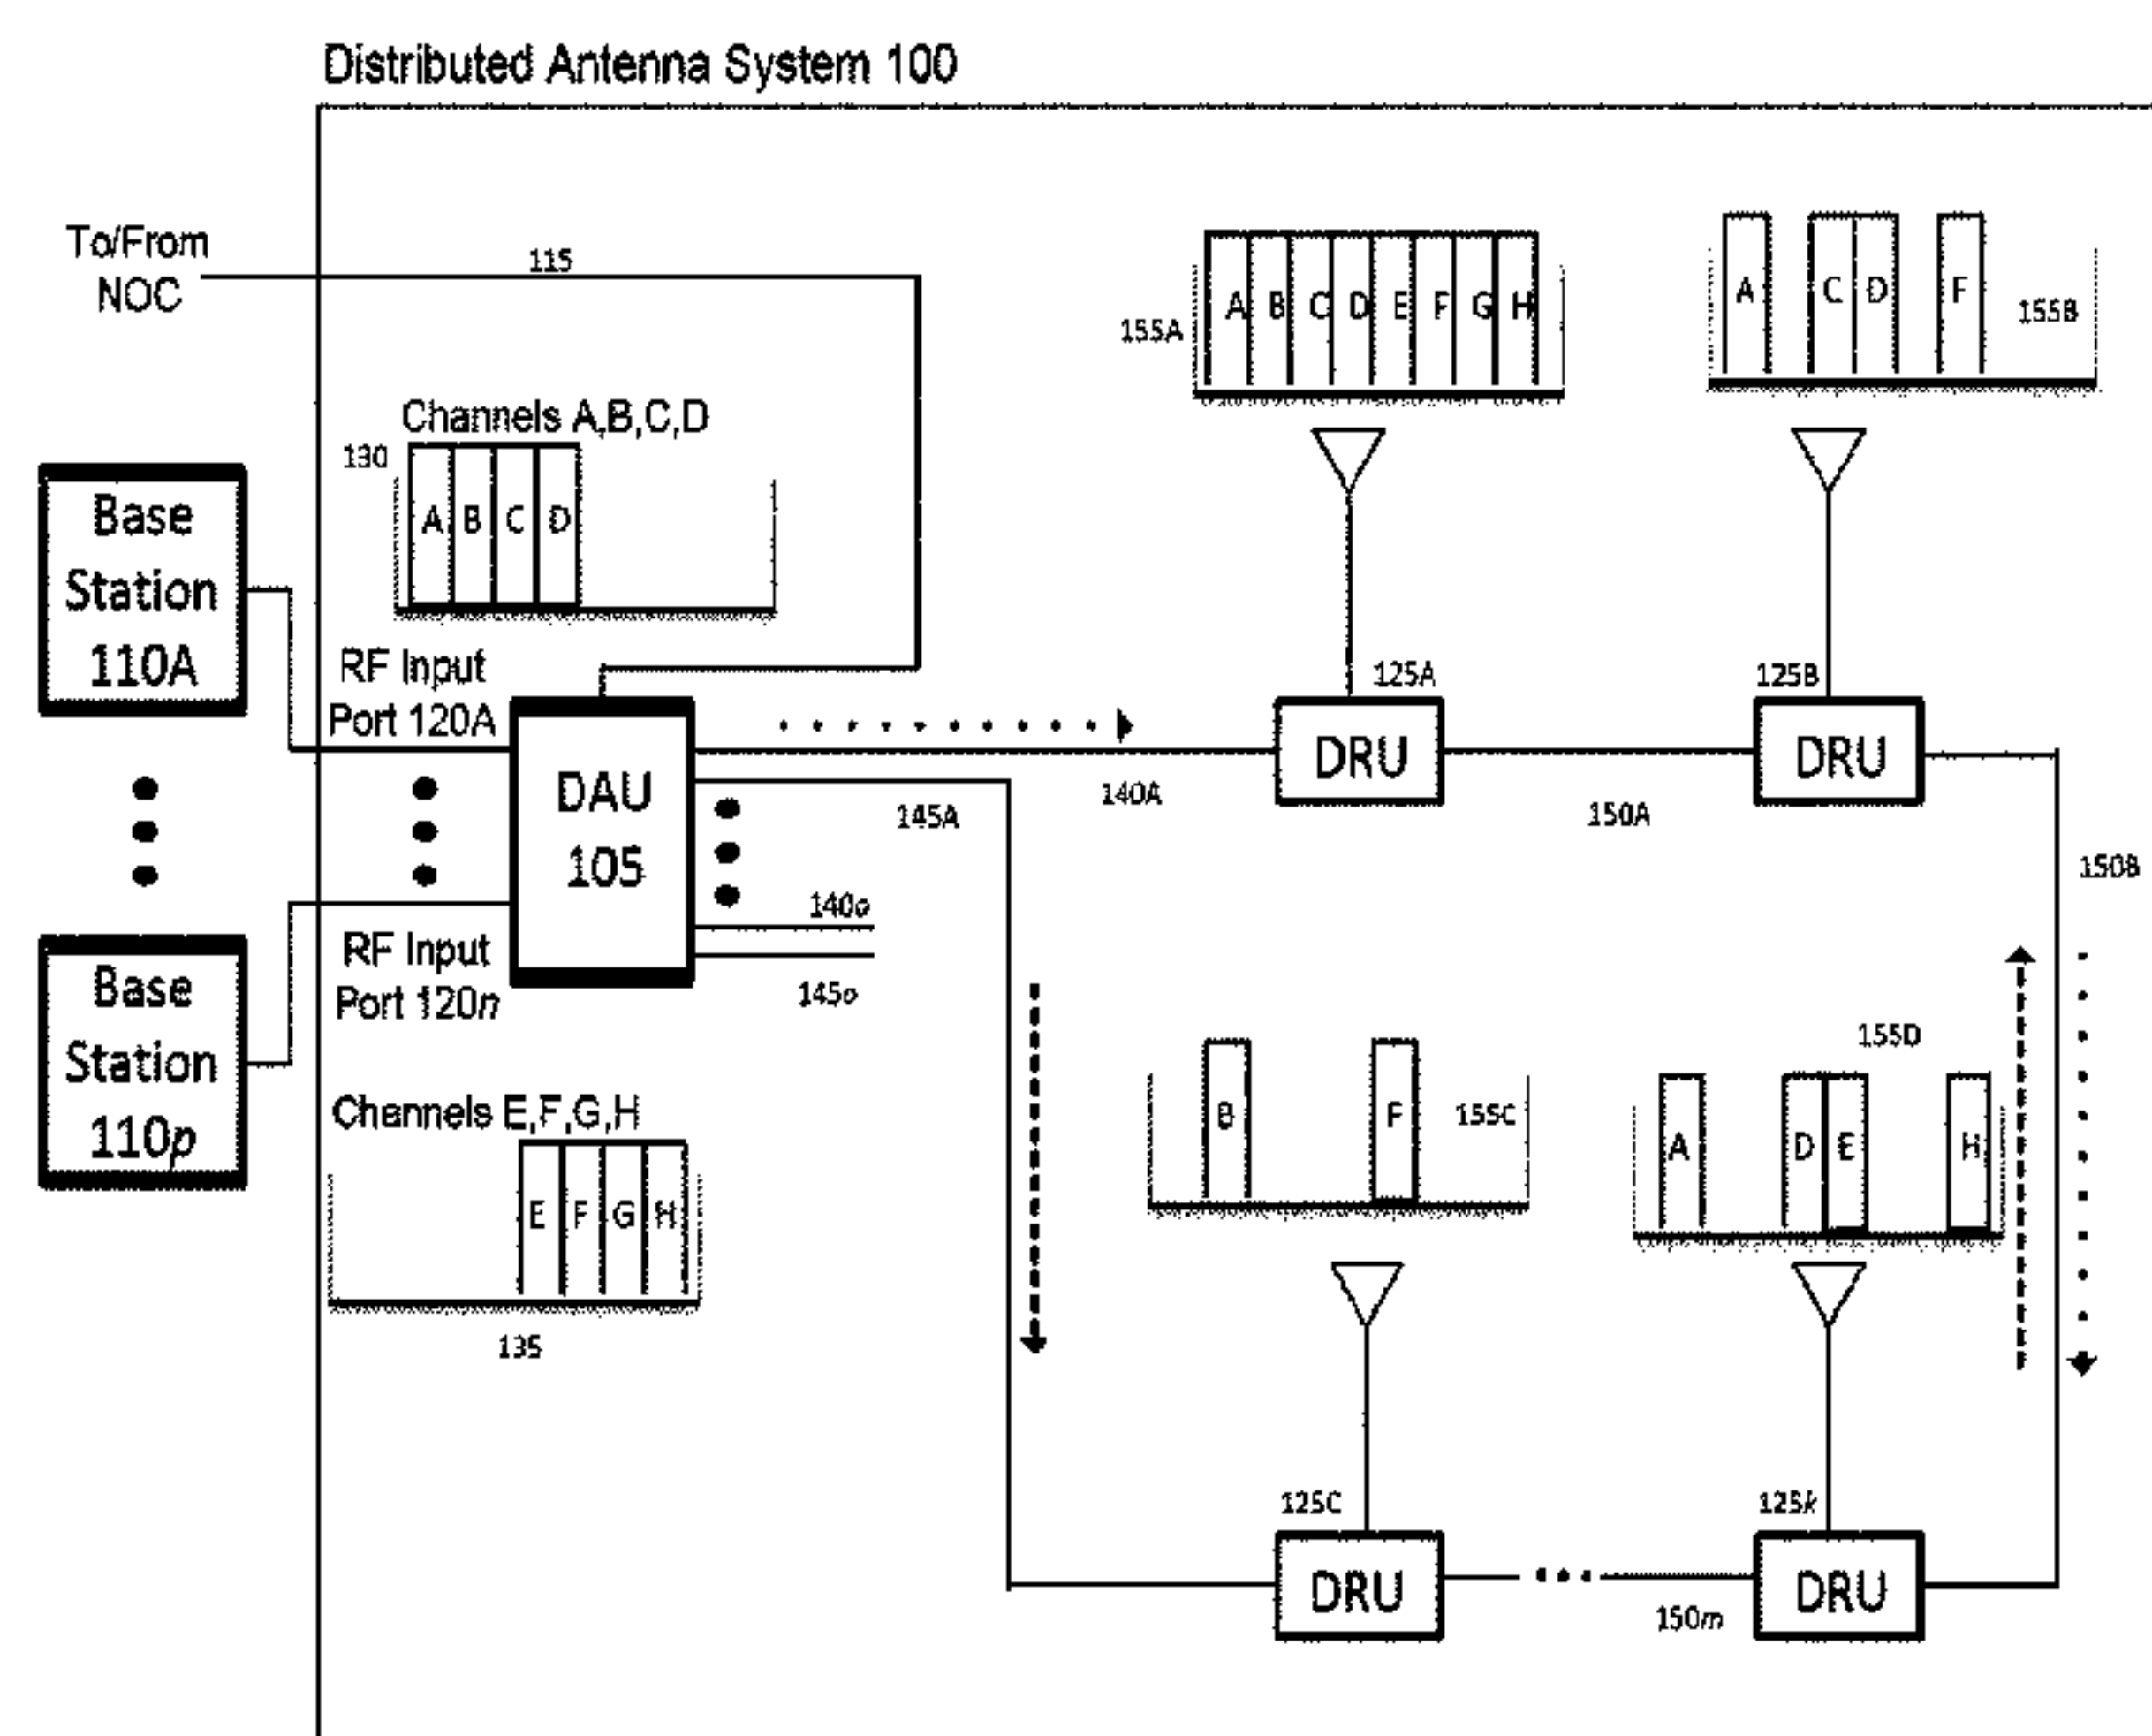 Distributed Antenna System 100
To/From
NOC
115
Channels A,B,C,D
130
A B C D
Base
Station
110A
RF Input
Port 120A
155A
A B C D E F G H
A C D F
155B
125A
125B
DRU
DRU
140A
150A
150B
DAU
105
145A
140o
145o
RF Input
Port 120n
Base
Station
110p
Channels E,F,G,H
E F G H
135
B F
155C
155D
A D E H
125C
125k
DRU
DRU
150m